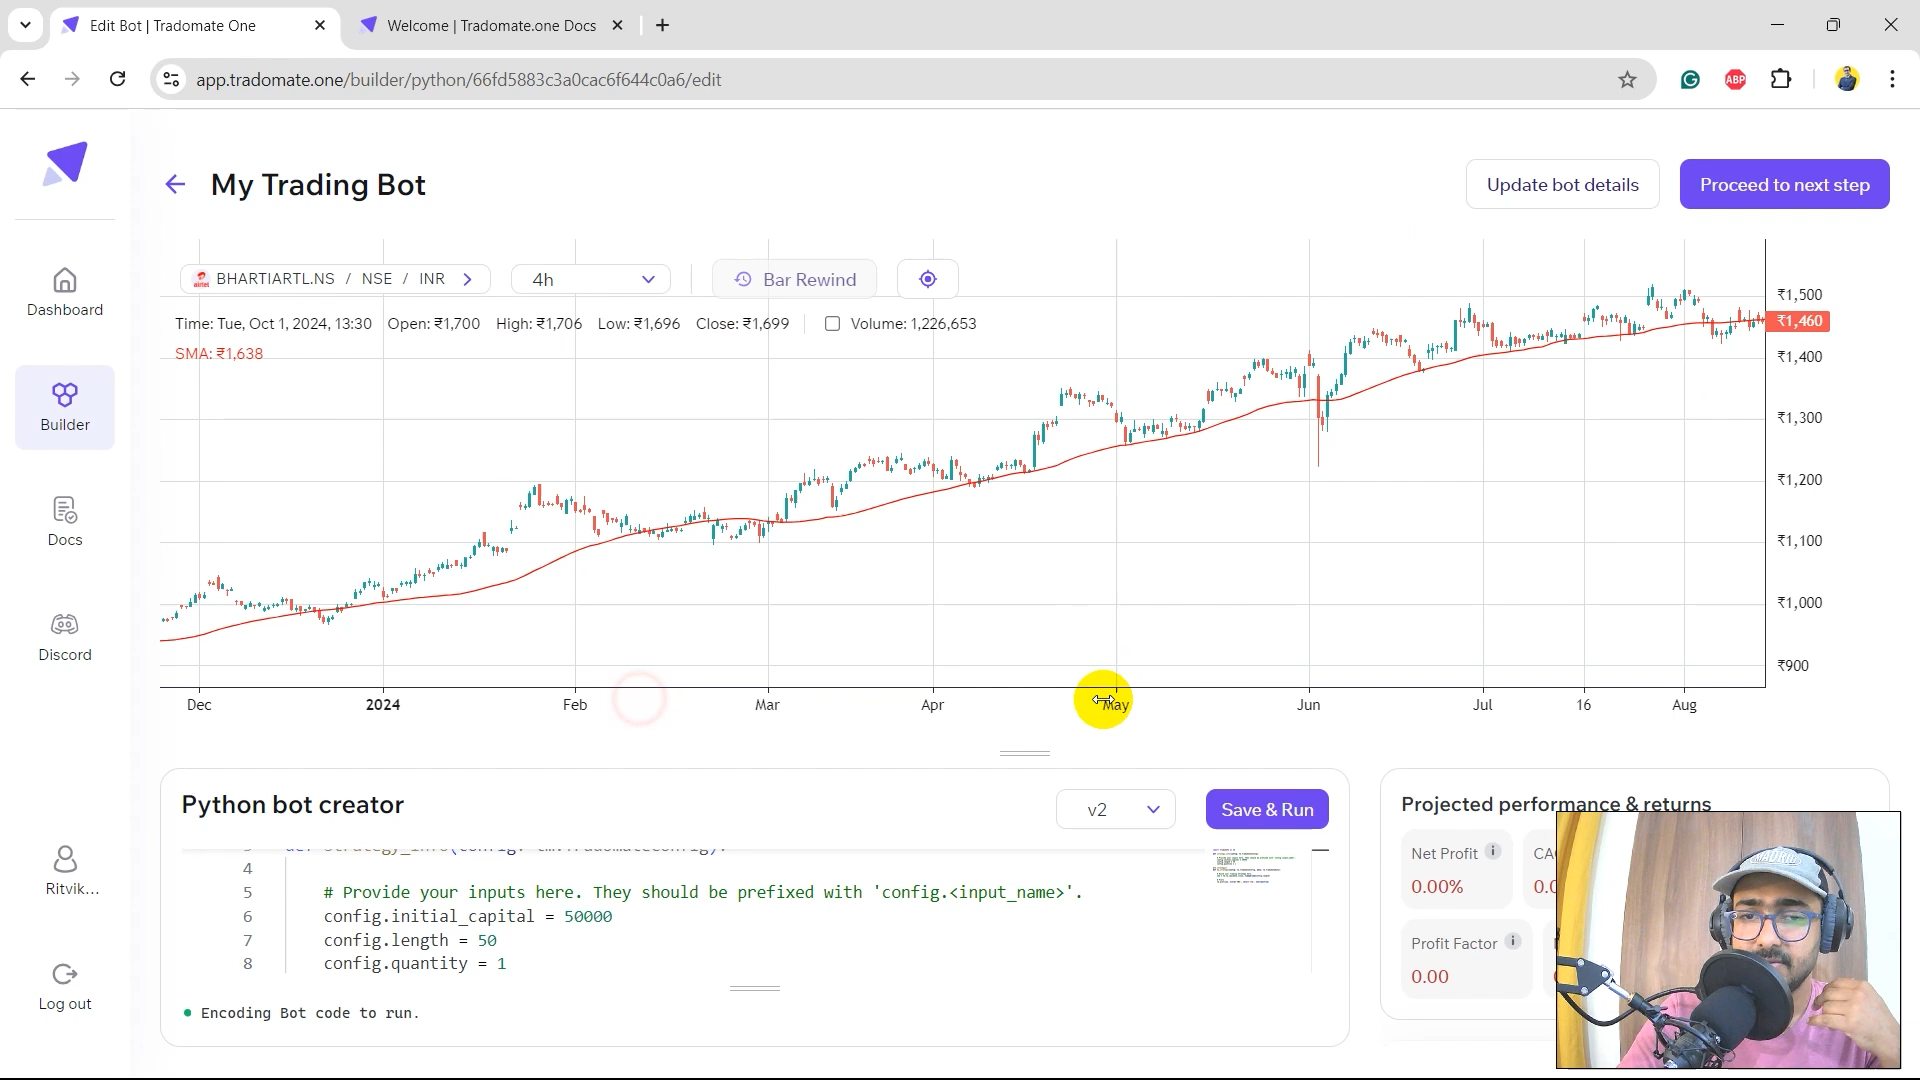 Edit Bot | Tradomate One
Welcome | Tradomate.one Docs
app.tradomate.one/builder/python/66fd5883c3a0cac6f644c0a6/edit
ABP
My Trading Bot
Update bot details
Proceed to next step
Dashboard
Builder
Docs
Discord
Ritvik...
Log out
airtel
BHARTIARTL.NS / NSE / INR
4h
Bar Rewind
Time: Tue, Oct 1, 2024, 13:30 Open: ₹1,700 High: ₹1,706 Low: ₹1,696 Close: ₹1,699 Volume: 1,226,653
SMA: ₹1,638
₹1,500
₹1,460
₹1,400
₹1,300
₹1,200
₹1,100
₹1,000
₹900
Dec 2024 Feb Mar Apr May Jun Jul 16 Aug
Python bot creator
v2
Save & Run
4
5 # Provide your inputs here. They should be prefixed with 'config.<input_name>'.
6 config.initial_capital = 50000
7 config.length = 50
8 config.quantity = 1
Encoding Bot code to run.
Projected performance & returns
Net Profit
0.00%
Profit Factor
0.00